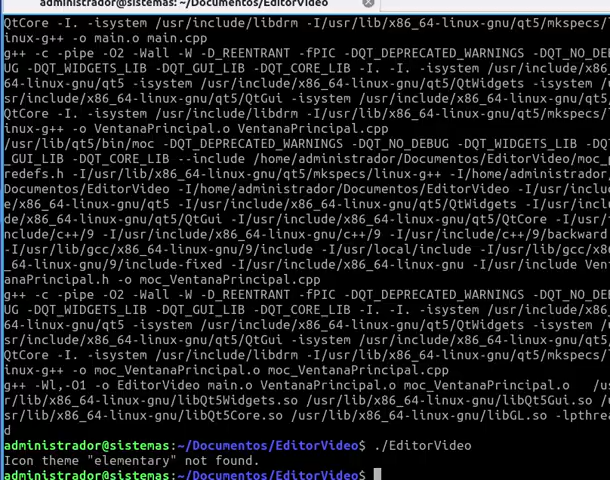 administrador@sistemas: ~/Documentos/EditorVideo
QtCore -I. -isystem /usr/include/libdrm -I/usr/lib/x86_64-linux-gnu/qt5/mkspecs/
inux-g++ -o main.o main.cpp
g++ -c -pipe -O2 -Wall -W -D_REENTRANT -fPIC -DQT_DEPRECATED_WARNINGS -DQT_NO_DE
UG -DQT_WIDGETS_LIB -DQT_GUI_LIB -DQT_CORE_LIB -I. -I. -isystem /usr/include/x86
64-linux-gnu/qt5 -isystem /usr/include/x86_64-linux-gnu/qt5/QtWidgets -isystem /
sr/include/x86_64-linux-gnu/qt5/QtGui -isystem /usr/include/x86_64-linux-gnu/qt5
QtCore -I. -isystem /usr/include/libdrm -I/usr/lib/x86_64-linux-gnu/qt5/mkspecs/
inux-g++ -o VentanaPrincipal.o VentanaPrincipal.cpp
/usr/lib/qt5/bin/moc -DQT_DEPRECATED_WARNINGS -DQT_NO_DEBUG -DQT_WIDGETS_LIB -DQ
_GUI_LIB -DQT_CORE_LIB --include /home/administrador/Documentos/EditorVideo/moc_
redefs.h -I/usr/lib/x86_64-linux-gnu/qt5/mkspecs/linux-g++ -I/home/administrador/
Documentos/EditorVideo -I/home/administrador/Documentos/EditorVideo -I/usr/inclu
e/x86_64-linux-gnu/qt5 -I/usr/include/x86_64-linux-gnu/qt5/QtWidgets -I/usr/incl
de/x86_64-linux-gnu/qt5/QtGui -I/usr/include/x86_64-linux-gnu/qt5/QtCore -I/usr/
nclude/c++/9 -I/usr/include/x86_64-linux-gnu/c++/9 -I/usr/include/c++/9/backward
-I/usr/lib/gcc/x86_64-linux-gnu/9/include -I/usr/local/include -I/usr/lib/gcc/x8
_64-linux-gnu/9/include-fixed -I/usr/include/x86_64-linux-gnu -I/usr/include Ven
anaPrincipal.h -o moc_VentanaPrincipal.cpp
g++ -c -pipe -O2 -Wall -W -D_REENTRANT -fPIC -DQT_DEPRECATED_WARNINGS -DQT_NO_DE
UG -DQT_WIDGETS_LIB -DQT_GUI_LIB -DQT_CORE_LIB -I. -I. -isystem /usr/include/x86
64-linux-gnu/qt5 -isystem /usr/include/x86_64-linux-gnu/qt5/QtWidgets -isystem /
sr/include/x86_64-linux-gnu/qt5/QtGui -isystem /usr/include/x86_64-linux-gnu/qt5
QtCore -I. -isystem /usr/include/libdrm -I/usr/lib/x86_64-linux-gnu/qt5/mkspecs/
inux-g++ -o moc_VentanaPrincipal.o moc_VentanaPrincipal.cpp
g++ -Wl,-O1 -o EditorVideo main.o VentanaPrincipal.o moc_VentanaPrincipal.o /us
r/lib/x86_64-linux-gnu/libQt5Widgets.so /usr/lib/x86_64-linux-gnu/libQt5Gui.so /
usr/lib/x86_64-linux-gnu/libQt5Core.so /usr/lib/x86_64-linux-gnu/libGL.so -lpthrea
d
administrador@sistemas:~/Documentos/EditorVideo$ ./EditorVideo
Icon theme "elementary" not found.
administrador@sistemas:~/Documentos/EditorVideo$